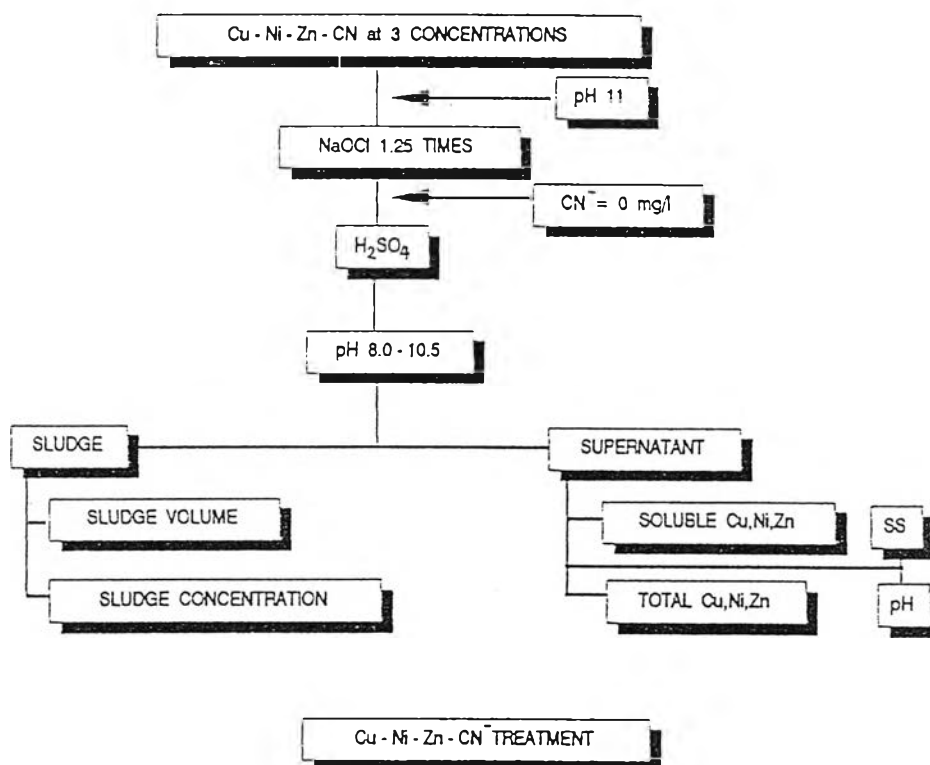 Cu - Ni - Zn - CN at 3 CONCENTRATIONS
pH 11
NaOCl 1.25 TIMES
CN⁻ = 0 mg/l
H₂SO₄
pH 8.0 - 10.5
SLUDGE
SUPERNATANT
SLUDGE VOLUME
SOLUBLE Cu,Ni,Zn
SS
SLUDGE CONCENTRATION
TOTAL Cu,Ni,Zn
pH
Cu - Ni - Zn - CN⁻ TREATMENT